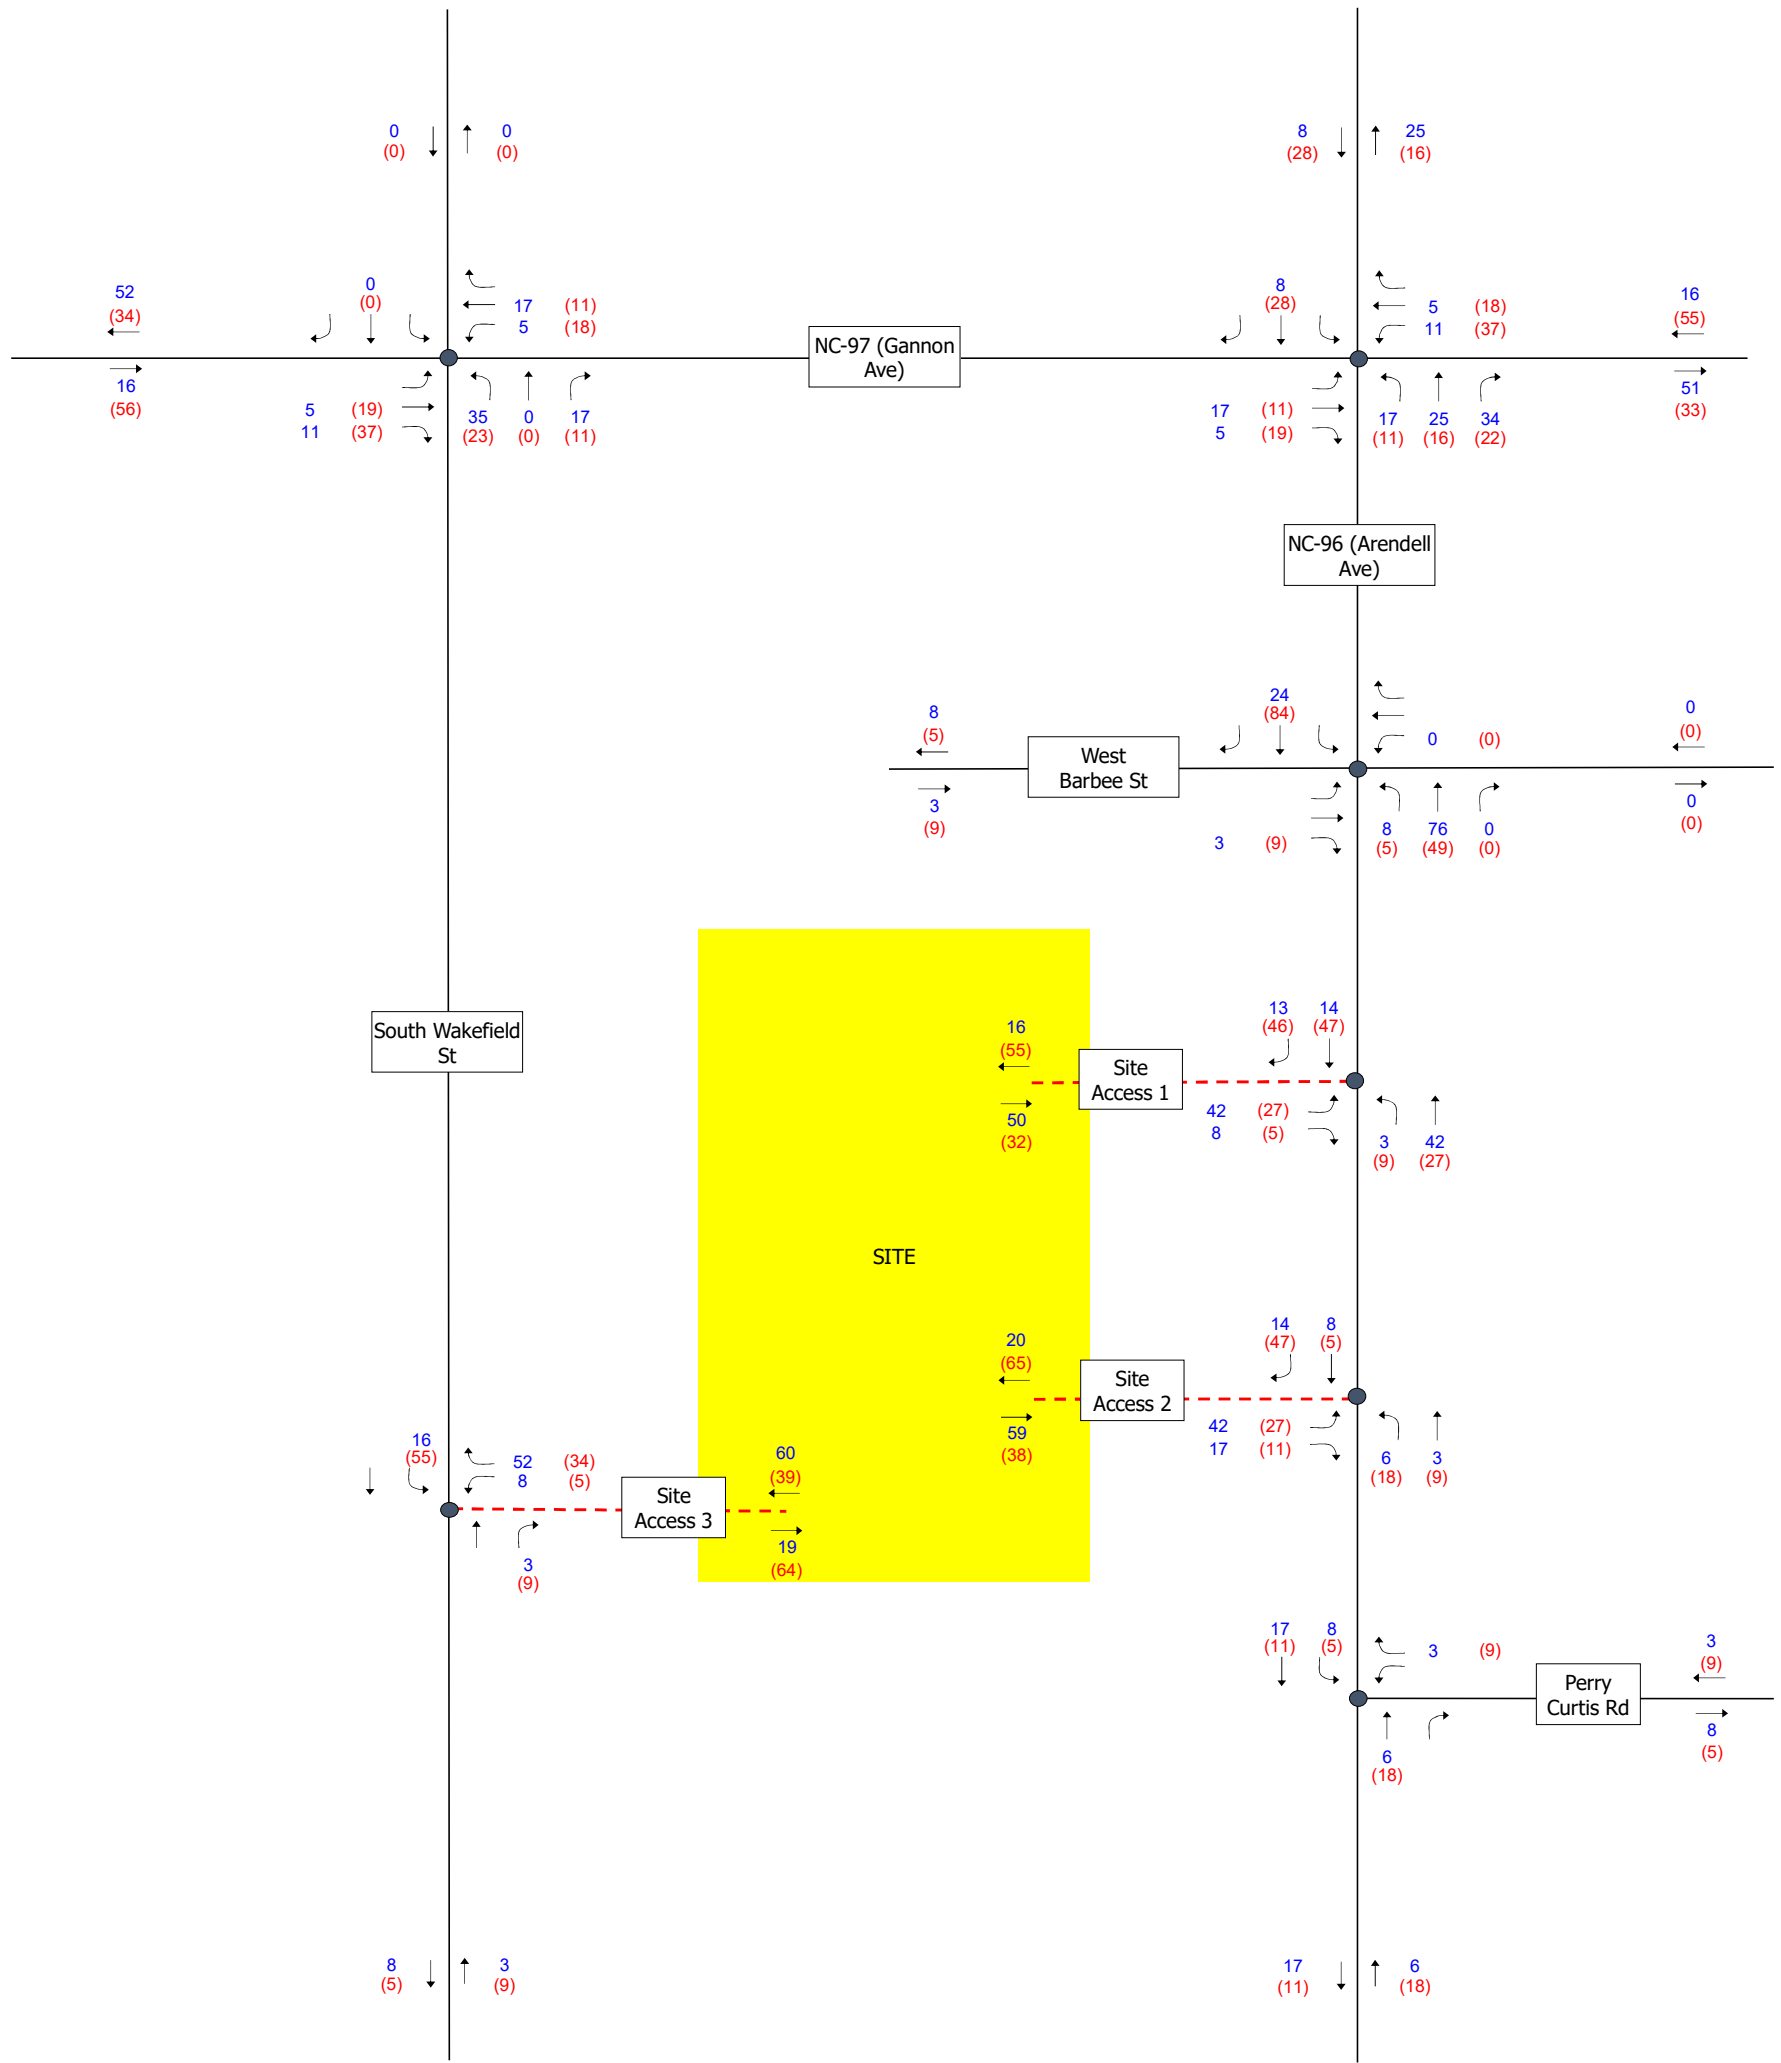 0 0 8 25
(0) (0) (28) (16)
52 0 8 16
(34) (0) 17 (11) (28) 5 (18) (55)
5 (18) 11 (37)
NC-97 (Gannon
Ave)
16 51
(56) 5 (19) 35 0 17 17 (11) 17 25 34 (33)
11 (37) (23) (0) (11) 5 (19) (11) (16) (22)
NC-96 (Arendell
Ave)
8 24 0
(5) (84) 0 (0) (0)
West
Barbee St
3 0
(9) 8 76 0 (0)
3 (9) (5) (49) (0)
13 14
16 (46) (47)
(55)
South Wakefield
St
Site
Access 1
50 42 (27)
(32) 8 (5) 3 42
(9) (27)
SITE
20 14 8
(65) (47) (5)
Site
Access 2
59 42 (27)
(38) 17 (11) 6 3
(18) (9)
16 60
(55) 52 (34) (39)
8 (5)
Site
Access 3
3 19
(9) (64)
17 8 3
(11) (5) 3 (9) (9)
Perry
Curtis Rd
6 8
(18) (5)
8 3 17 6
(5) (9) (11) (18)